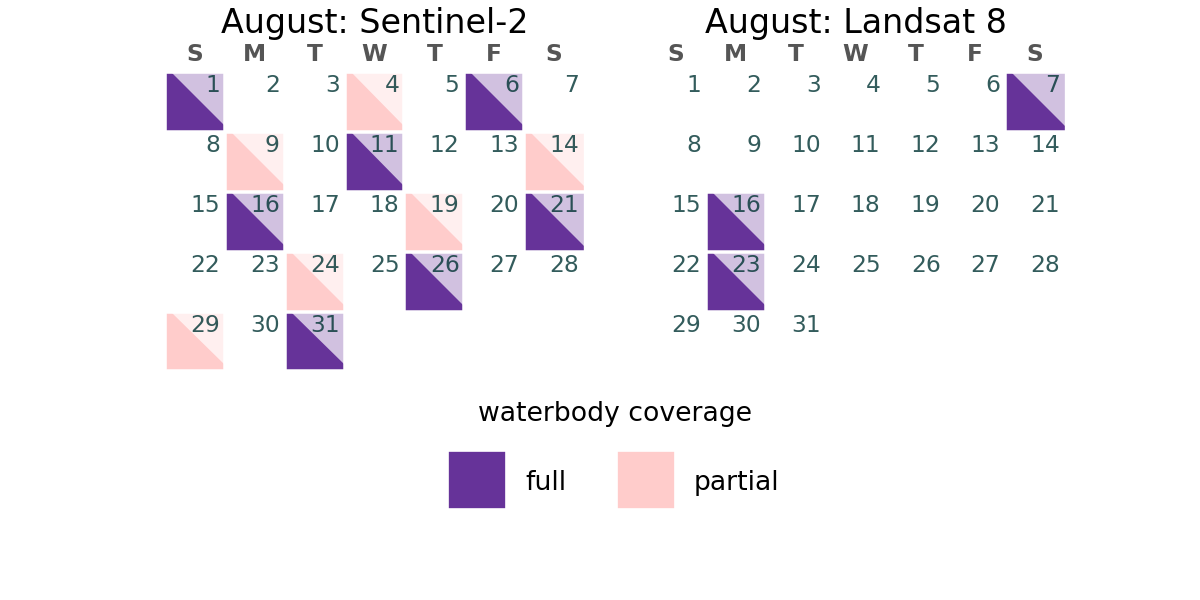 August: Sentinel-2
S M T W T F S
1 2 3 4 5 6 7
8 9 10 11 12 13 14
15 16 17 18 19 20 21
22 23 24 25 26 27 28
29 30 31
August: Landsat 8
S M T W T F S
1 2 3 4 5 6 7
8 9 10 11 12 13 14
15 16 17 18 19 20 21
22 23 24 25 26 27 28
29 30 31
waterbody coverage
full partial